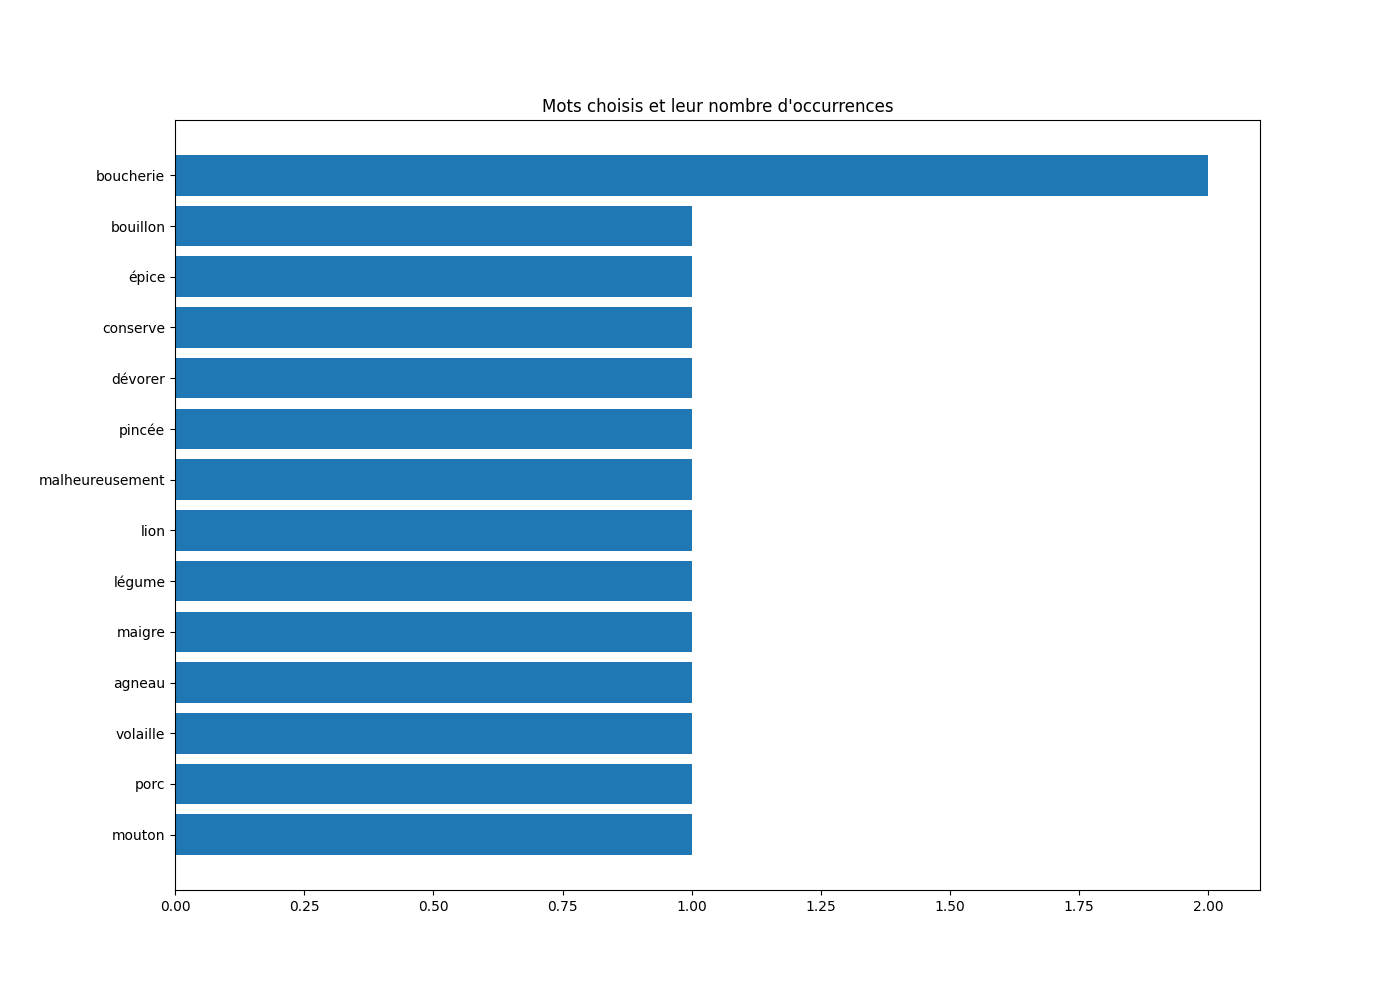 Mots choisis et leur nombre d'occurrences
boucherie
bouillon
épice
conserve
dévorer
pincée
malheureusement
lion
légume
maigre
agneau
volaille
porc
mouton
0.00 0.25 0.50 0.75 1.00 1.25 1.50 1.75 2.00